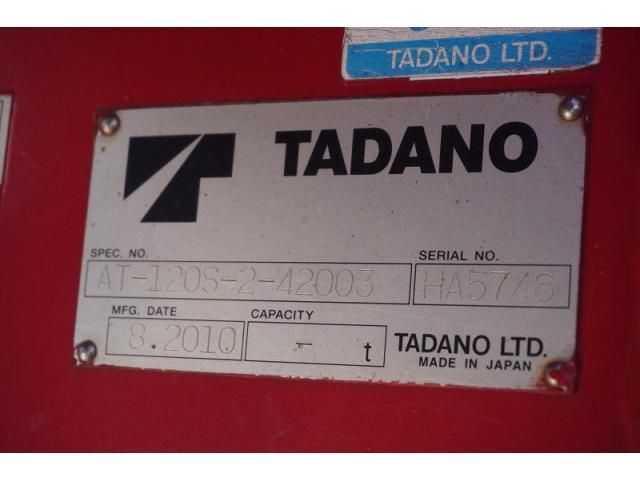 TADANO LTD.
TADANO
SPEC. NO. SERIAL NO.
AT-120S-2-42003 HA5746
MFG. DATE CAPACITY
8.2010 - t TADANO LTD.
MADE IN JAPAN